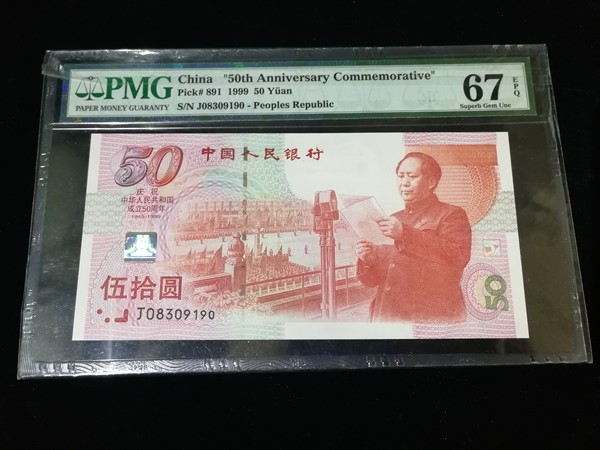 PMG
PAPER MONEY GUARANTY
China "50th Anniversary Commemorative"
Pick# 891 1999 50 Yüan
S/N J08309190 - Peoples Republic
67
EPQ
Superb Gem Unc
50
中国人民银行
庆祝
中华人民共和国
成立50周年
1949-1999
伍拾圆
J08309190
50